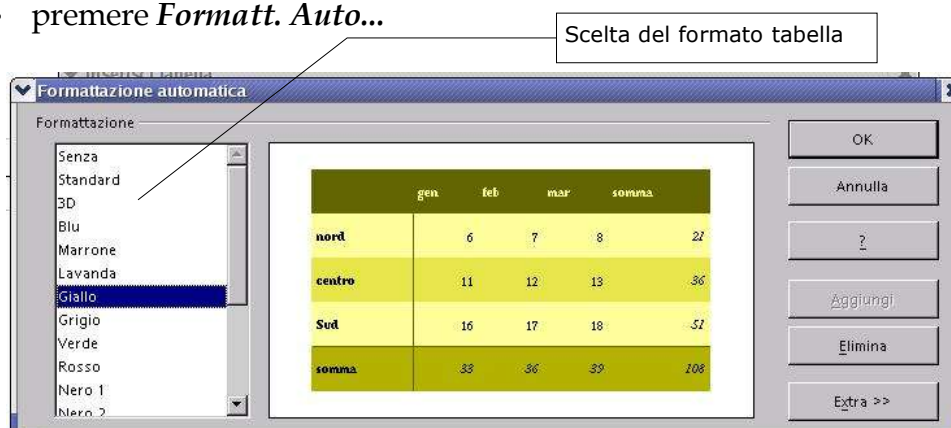 premere Formatt. Auto...
Scelta del formato tabella
Formattazione automatica
Formattazione
Senza
Standard
3D
Blu
Marrone
Lavanda
Giallo
Grigio
Verde
Rosso
Nero 1
Nero 2
gen feb mar somma
nord 6 7 8 21
centro 11 12 13 36
Sud 16 17 18 51
somma 33 36 39 108
OK
Annulla
?
Aggiungi
Elimina
Extra >>